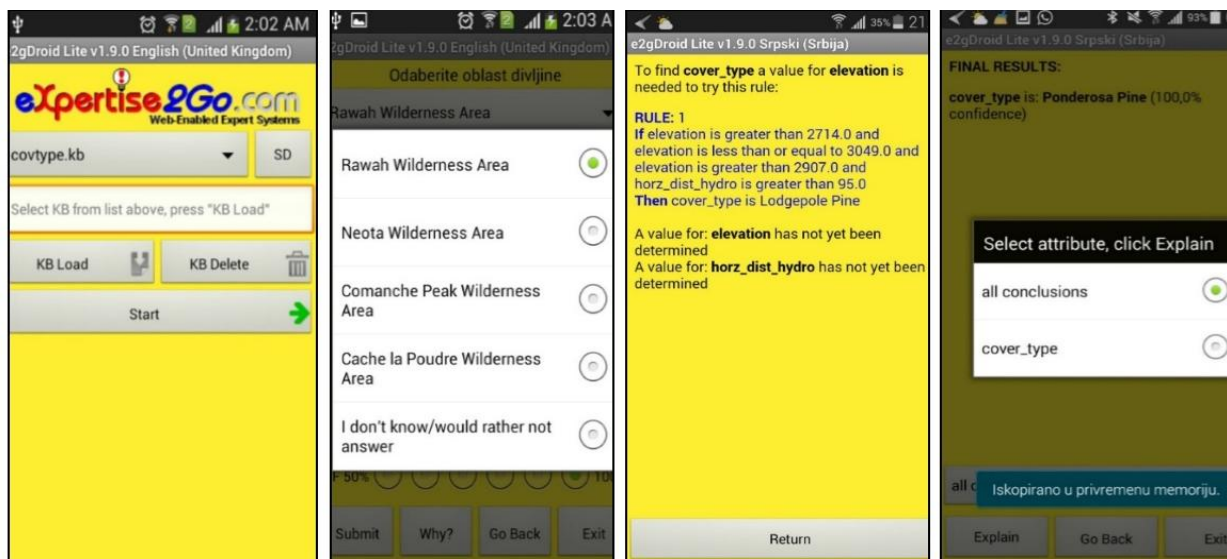 2:02 AM
2gDroid Lite v1.9.0 English (United Kingdom)
eXpertise2Go.com
Web-Enabled Expert Systems
covtype.kb
SD
Select KB from list above, press "KB Load"
KB Load
KB Delete
Start
2:03 A
2gDroid Lite v1.9.0 English (United Kingdom)
Odaberite oblast divljine
Rawah Wilderness Area
Rawah Wilderness Area
Neota Wilderness Area
Comanche Peak Wilderness
Area
Cache la Poudre Wilderness
Area
I don't know/would rather not
answer
F 50%
10
Submit
Why?
Go Back
Exit
35%
21
e2gDroid Lite v1.9.0 Srpski (Srbija)
To find cover_type a value for elevation is
needed to try this rule:
RULE: 1
If elevation is greater than 2714.0 and
elevation is less than or equal to 3049.0 and
elevation is greater than 2907.0 and
horz_dist_hydro is greater than 95.0
Then cover_type is Lodgepole Pine
A value for: elevation has not yet been
determined
A value for: horz_dist_hydro has not yet been
determined
Return
93%
e2gDroid Lite v1.9.0 Srpski (Srbija)
FINAL RESULTS:
cover_type is: Ponderosa Pine (100,0%
confidence)
Select attribute, click Explain
all conclusions
cover_type
all c
Iskopirano u privremenu memoriju.
Explain
Go Back
Exit